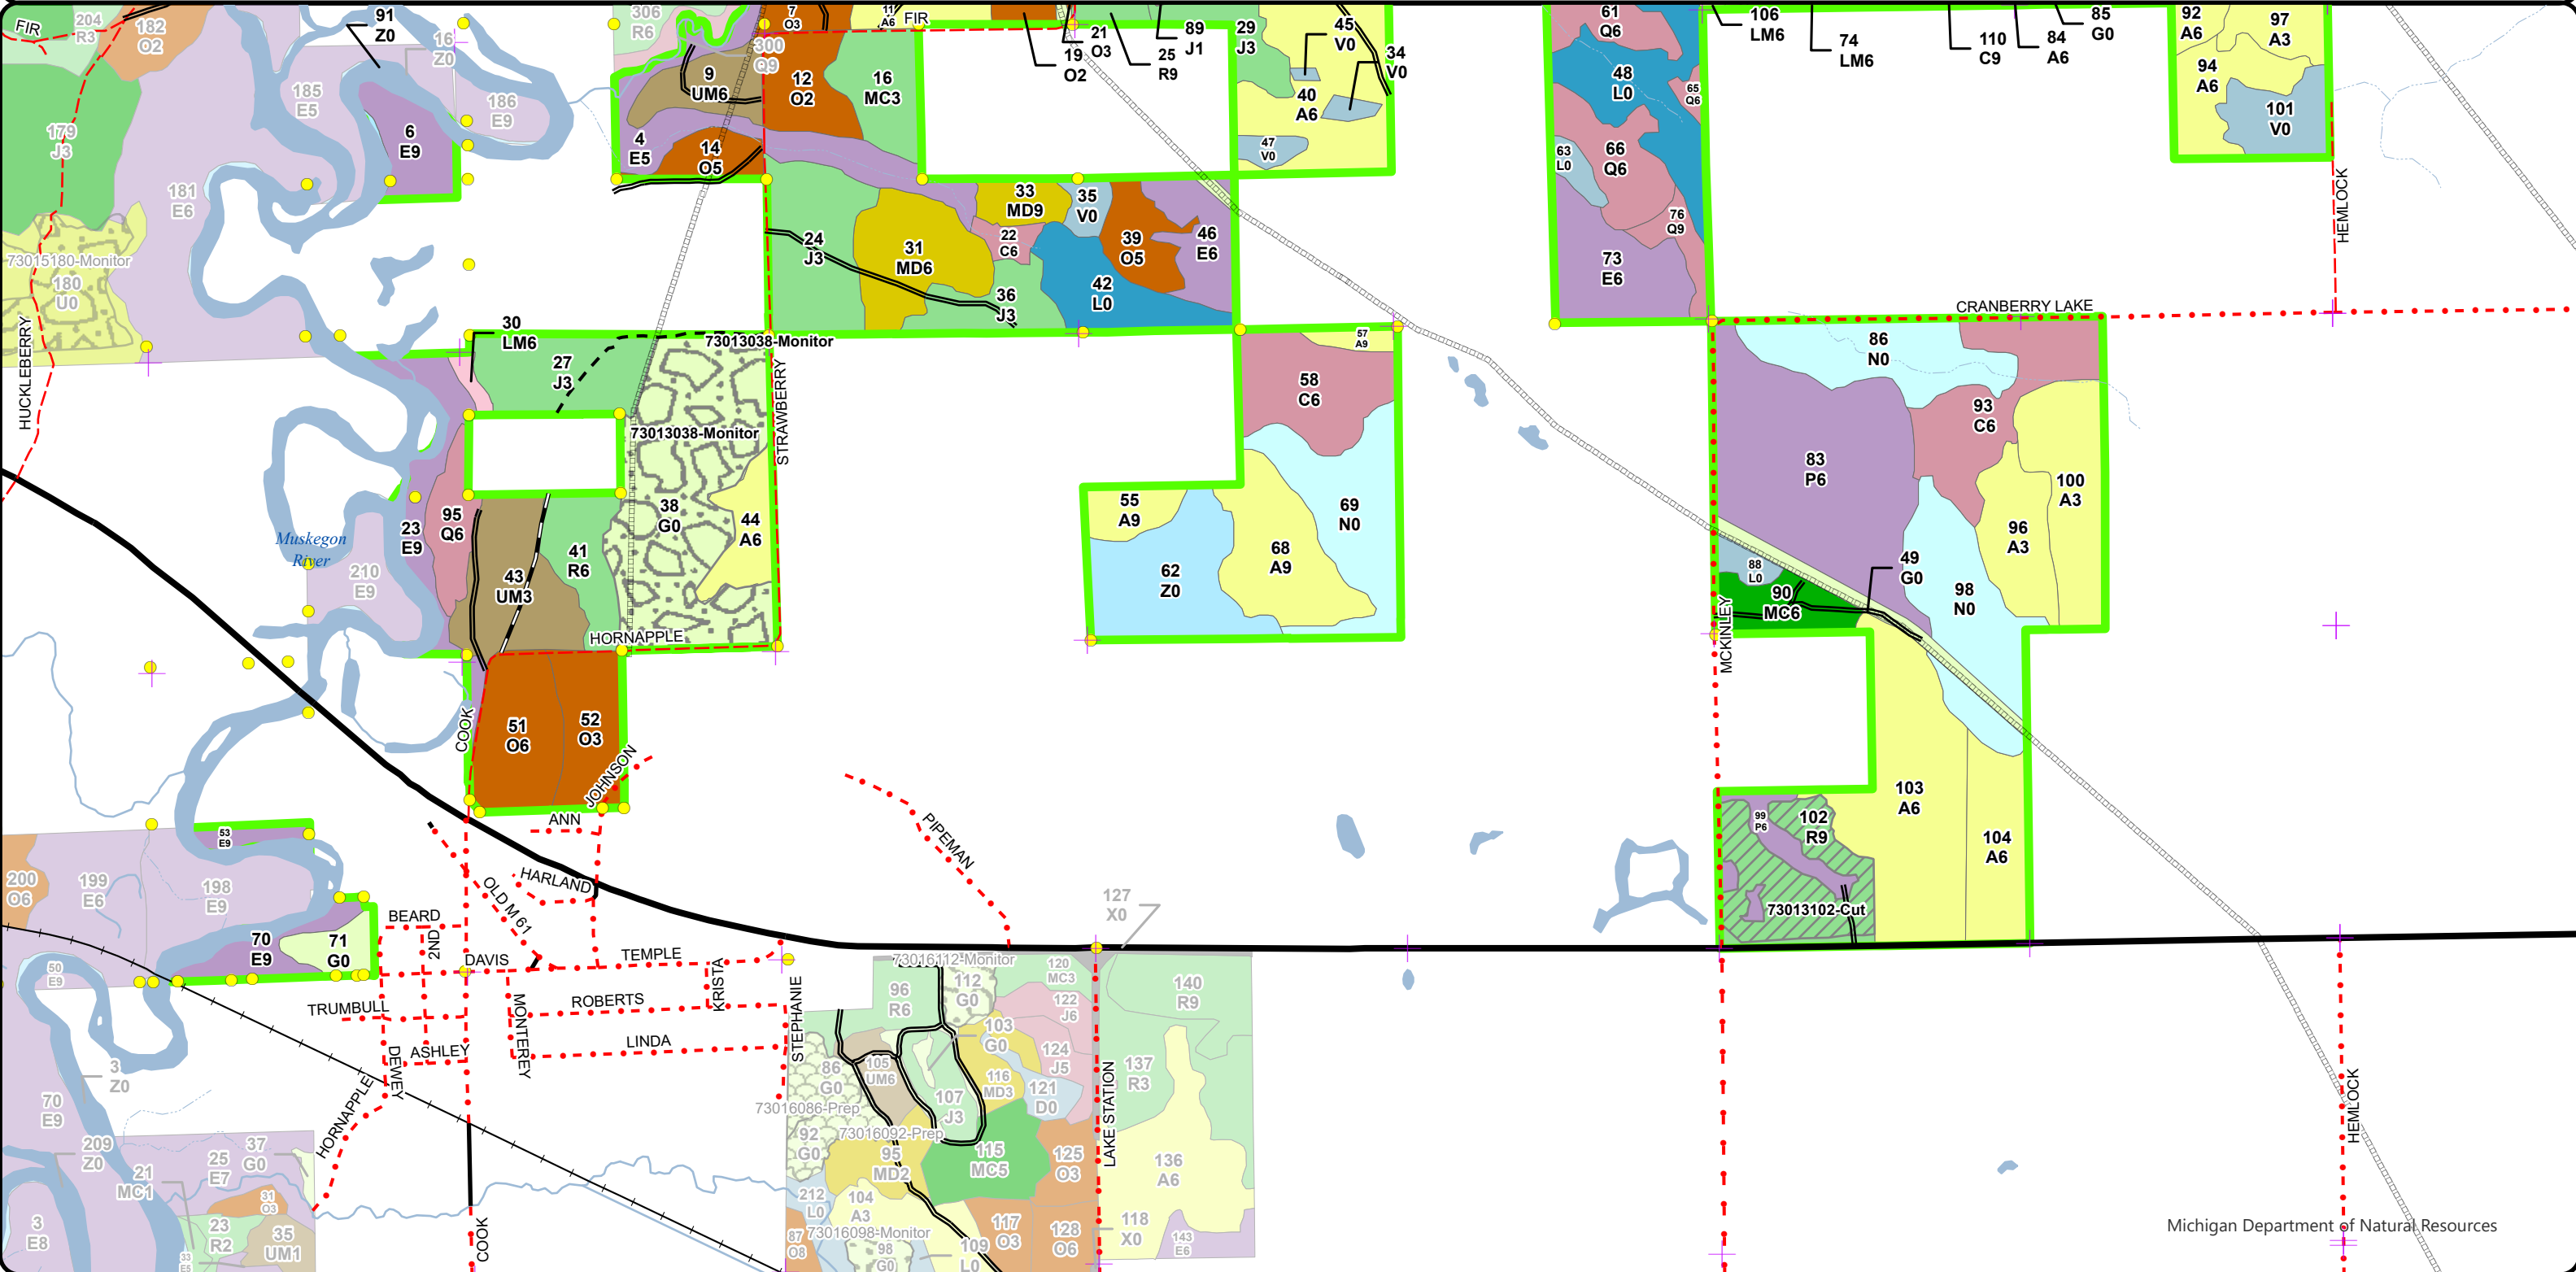 FIR
204
R3
182
O2
91
Z0
16
Z0
185
E5
186
E9
6
E9
179
J3
181
E6
73015180-Monitor
180
U0
HUCKLEBERRY
306
R6
9
UM6
4
E5
14
O5
300
Q9
7
O3
12
O2
11
A6
FIR
16
MC3
19
O2
21
O3
25
R9
89
J1
29
J3
45
V0
34
V0
40
A6
47
V0
61
Q6
48
L0
65
Q6
66
Q6
63
L0
76
Q9
73
E6
106
LM6
74
LM6
110
C9
84
A6
85
G0
92
A6
97
A3
94
A6
101
V0
HEMLOCK
24
J3
31
MD6
33
MD9
22
C6
35
V0
39
O5
46
E6
42
L0
36
J3
30
LM6
27
J3
73013038-Monitor
STRAWBERRY
73013038-Monitor
38
G0
44
A6
23
E9
95
Q6
43
UM3
41
R6
HORNAPPLE
Muskegon
River
210
E9
57
A9
58
C6
55
A9
62
Z0
68
A9
69
N0
CRANBERRY LAKE
86
N0
83
P6
93
C6
100
A3
96
A3
98
N0
88
L0
90
MC6
49
G0
MCKINLEY
51
O6
52
O3
COOK
JOHNSON
ANN
HARLAND
OLD M 61
PIPEMAN
103
A6
104
A6
99
P6
102
R9
73013102-Cut
53
E9
200
O6
199
E6
198
E9
70
E9
71
G0
50
E9
BEARD
2ND
DAVIS
TEMPLE
KRISTA
TRUMBULL
ROBERTS
MONTEREY
LINDA
STEPHANIE
ASHLEY
DEWEY
HORNAPPLE
COOK
3
Z0
70
E9
209
Z0
21
MC1
25
E7
37
G0
31
O3
23
R2
35
UM1
33
E5
3
E8
127
X0
73016112-Monitor
96
R6
112
G0
120
MC3
122
J6
140
R9
103
G0
124
J5
86
G0
105
UM6
116
MD3
121
D0
137
R3
107
J3
73016086-Prep
92
G0
73016092-Prep
95
MD2
115
MC5
125
O3
LAKE STATION
136
A6
212
L0
104
A3
73016098-Monitor
87
O8
98
G0
109
L0
117
O3
128
O6
118
X0
143
E6
HEMLOCK
Michigan Department of Natural Resources